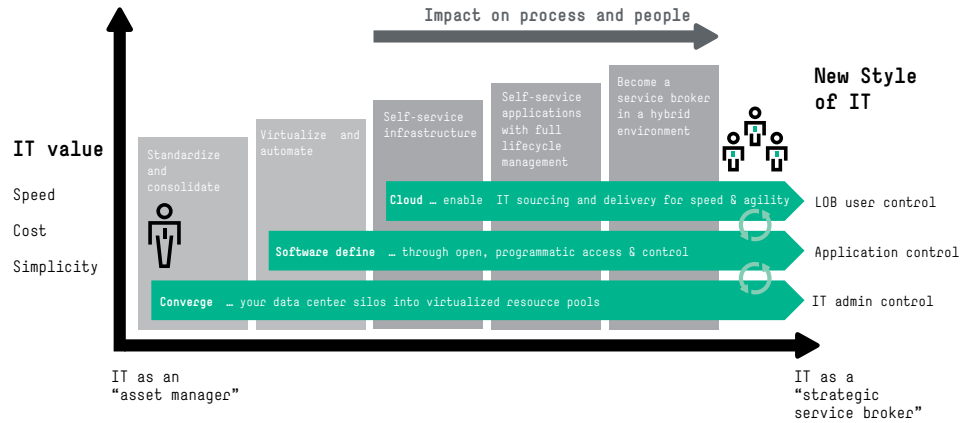 Impact on process and people
New Style
of IT
IT value
Speed
Cost
Simplicity
Standardize
and
consolidate
Virtualize and
automate
Self-service
infrastructure
Self-service
applications
with full
lifecycle
management
Become a
service broker
in a hybrid
environment
Cloud … enable IT sourcing and delivery for speed & agility
LOB user control
Software define … through open, programmatic access & control
Application control
Converge … your data center silos into virtualized resource pools
IT admin control
IT as an
“asset manager”
IT as a
“strategic
service broker”